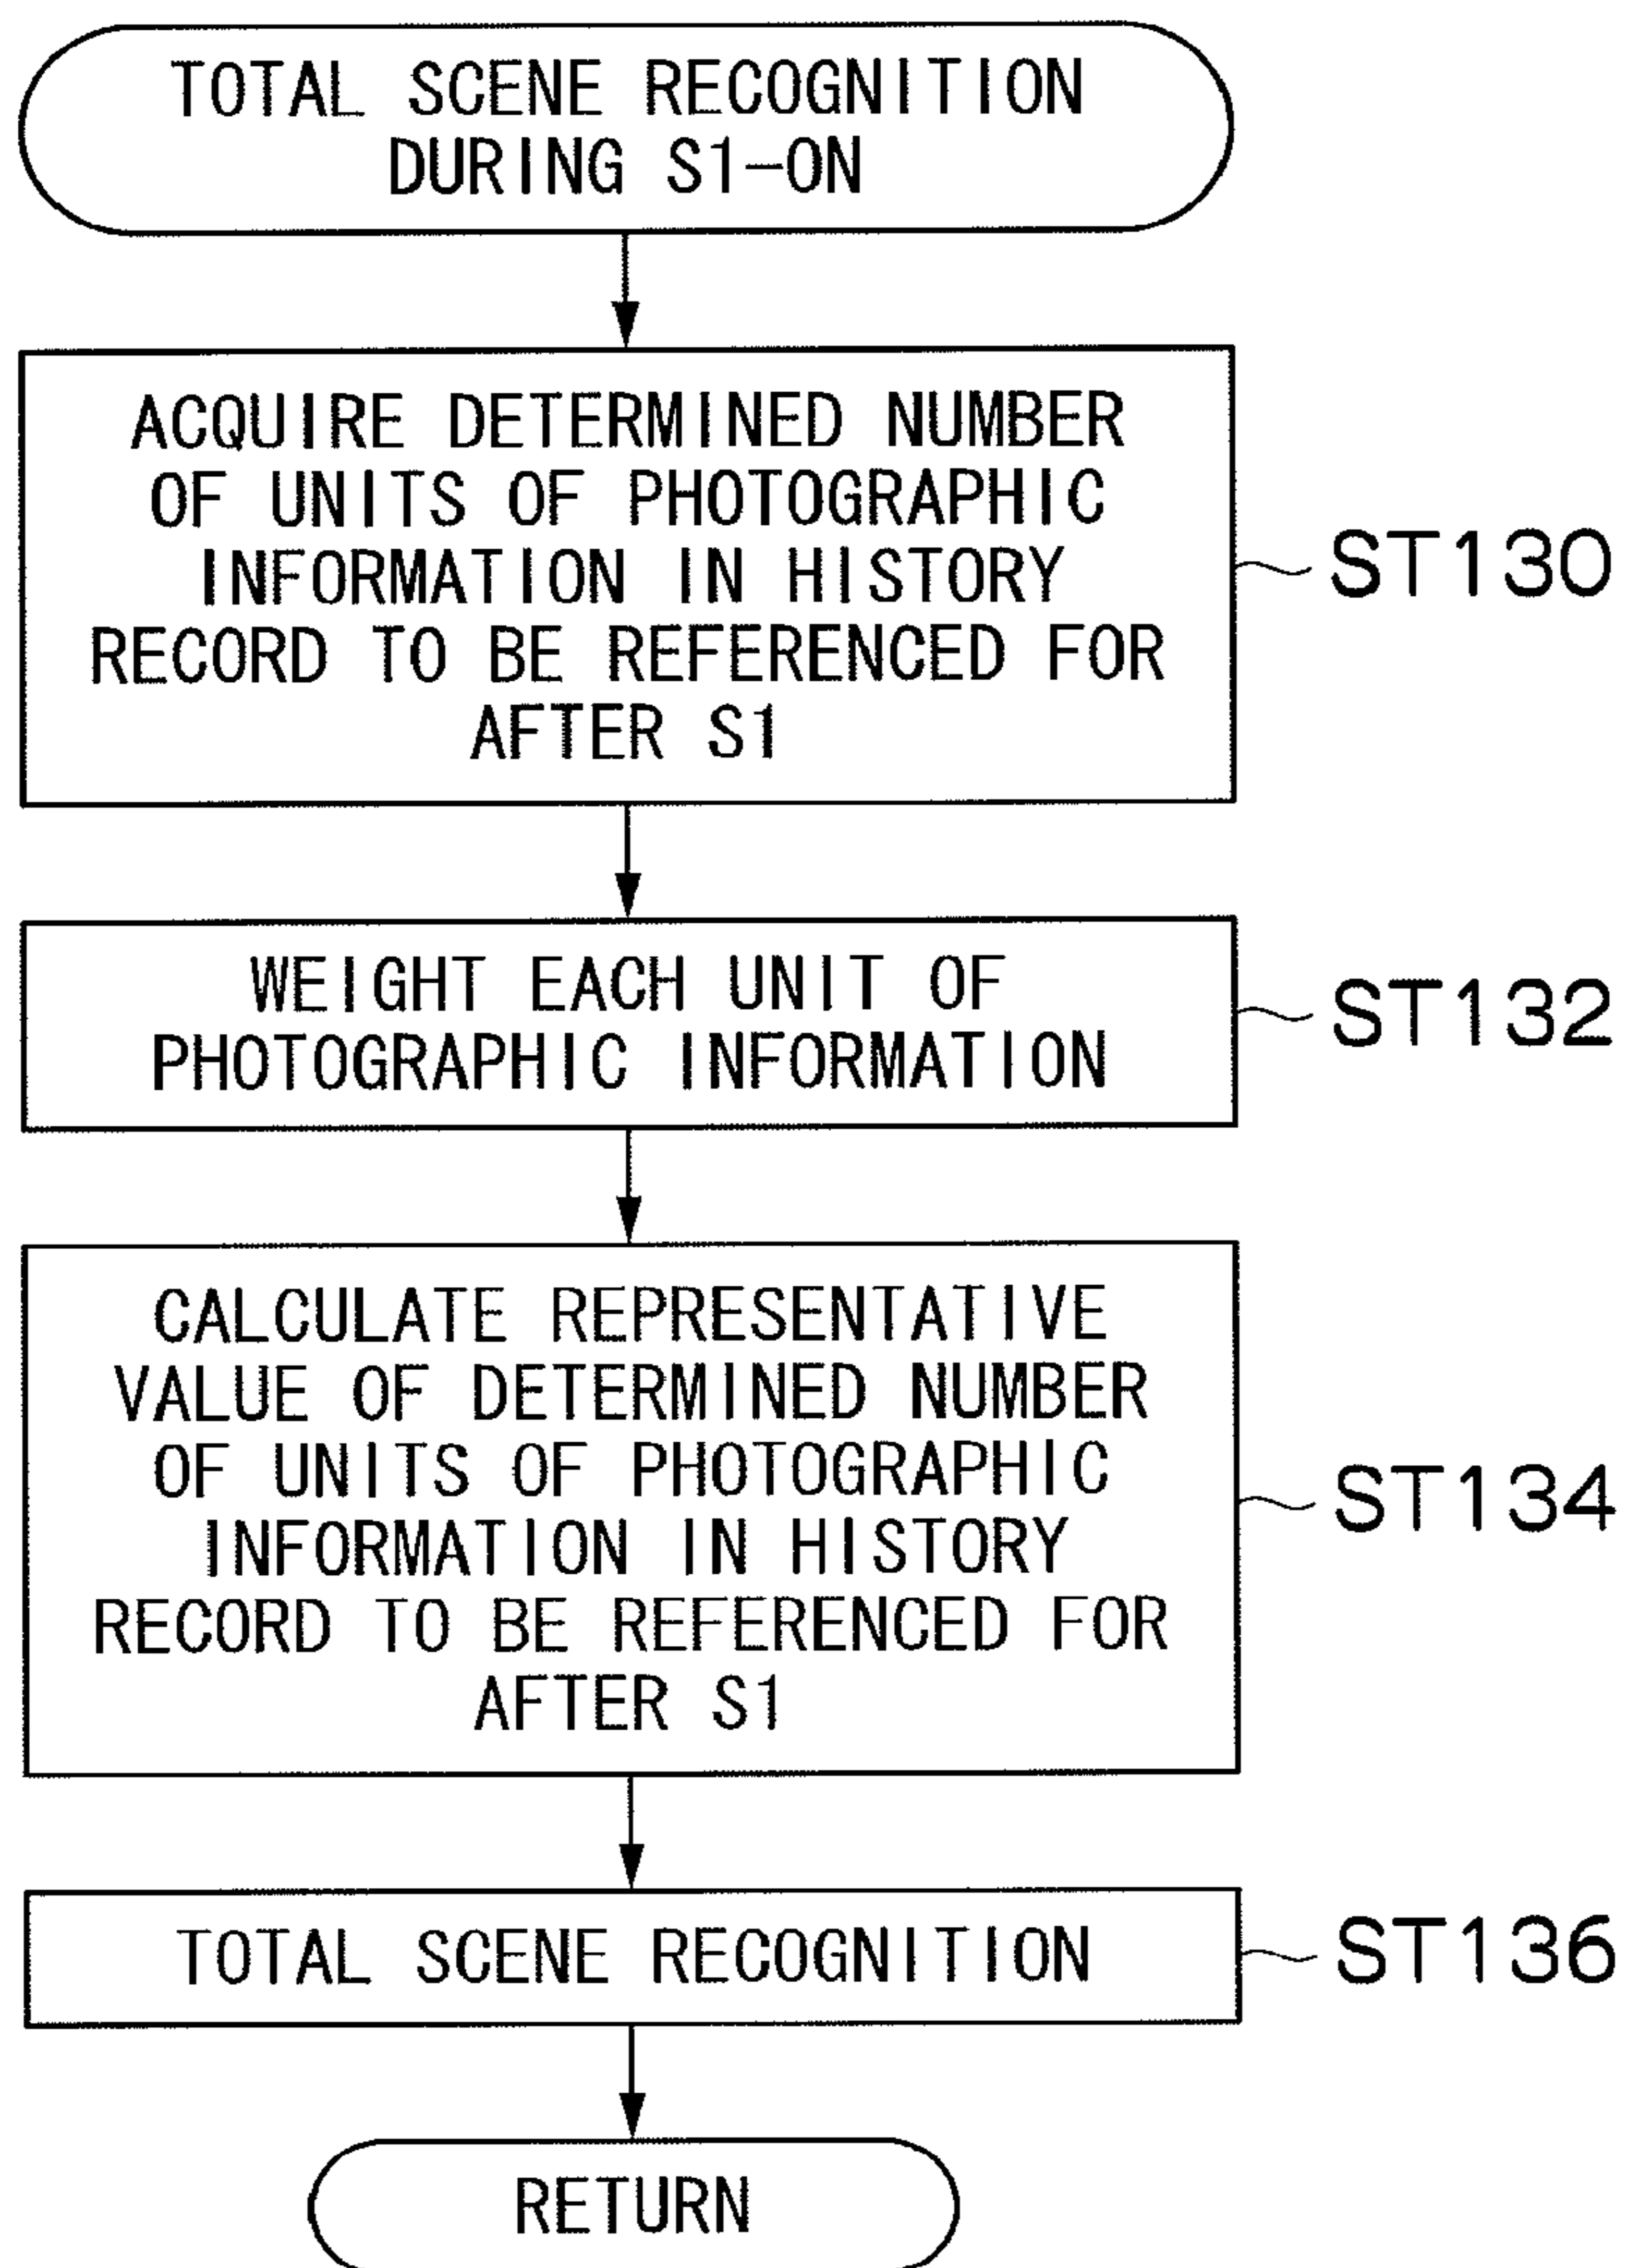 TOTAL SCENE RECOGNITION
DURING S1-ON
ACQUIRE DETERMINED NUMBER
OF UNITS OF PHOTOGRAPHIC
INFORMATION IN HISTORY
RECORD TO BE REFERENCED FOR
AFTER S1
ST130
WEIGHT EACH UNIT OF
PHOTOGRAPHIC INFORMATION
ST132
CALCULATE REPRESENTATIVE
VALUE OF DETERMINED NUMBER
OF UNITS OF PHOTOGRAPHIC
INFORMATION IN HISTORY
RECORD TO BE REFERENCED FOR
AFTER S1
ST134
TOTAL SCENE RECOGNITION
ST136
RETURN